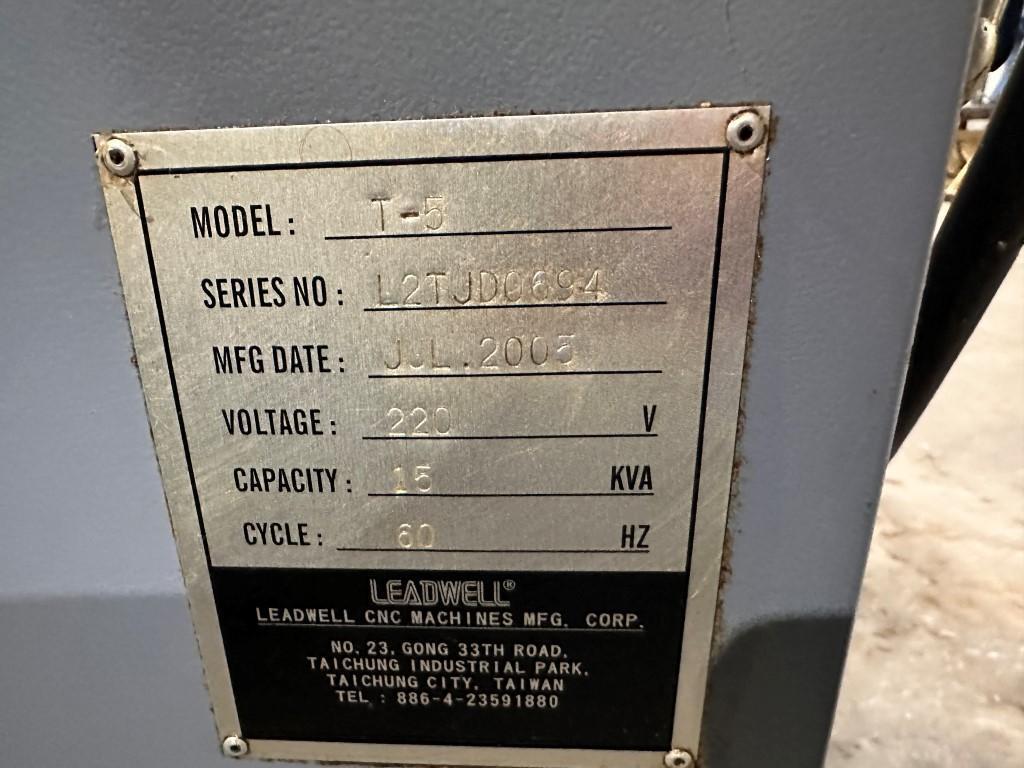 MODEL: T-5
SERIES NO: L2TJD0694
MFG DATE: JUL.2005
VOLTAGE: 220 V
CAPACITY: 15 KVA
CYCLE: 60 HZ
LEADWELL®
LEADWELL CNC MACHINES MFG. CORP.
NO. 23, GONG 33TH ROAD,
TAICHUNG INDUSTRIAL PARK,
TAICHUNG CITY, TAIWAN
TEL : 886-4-23591880